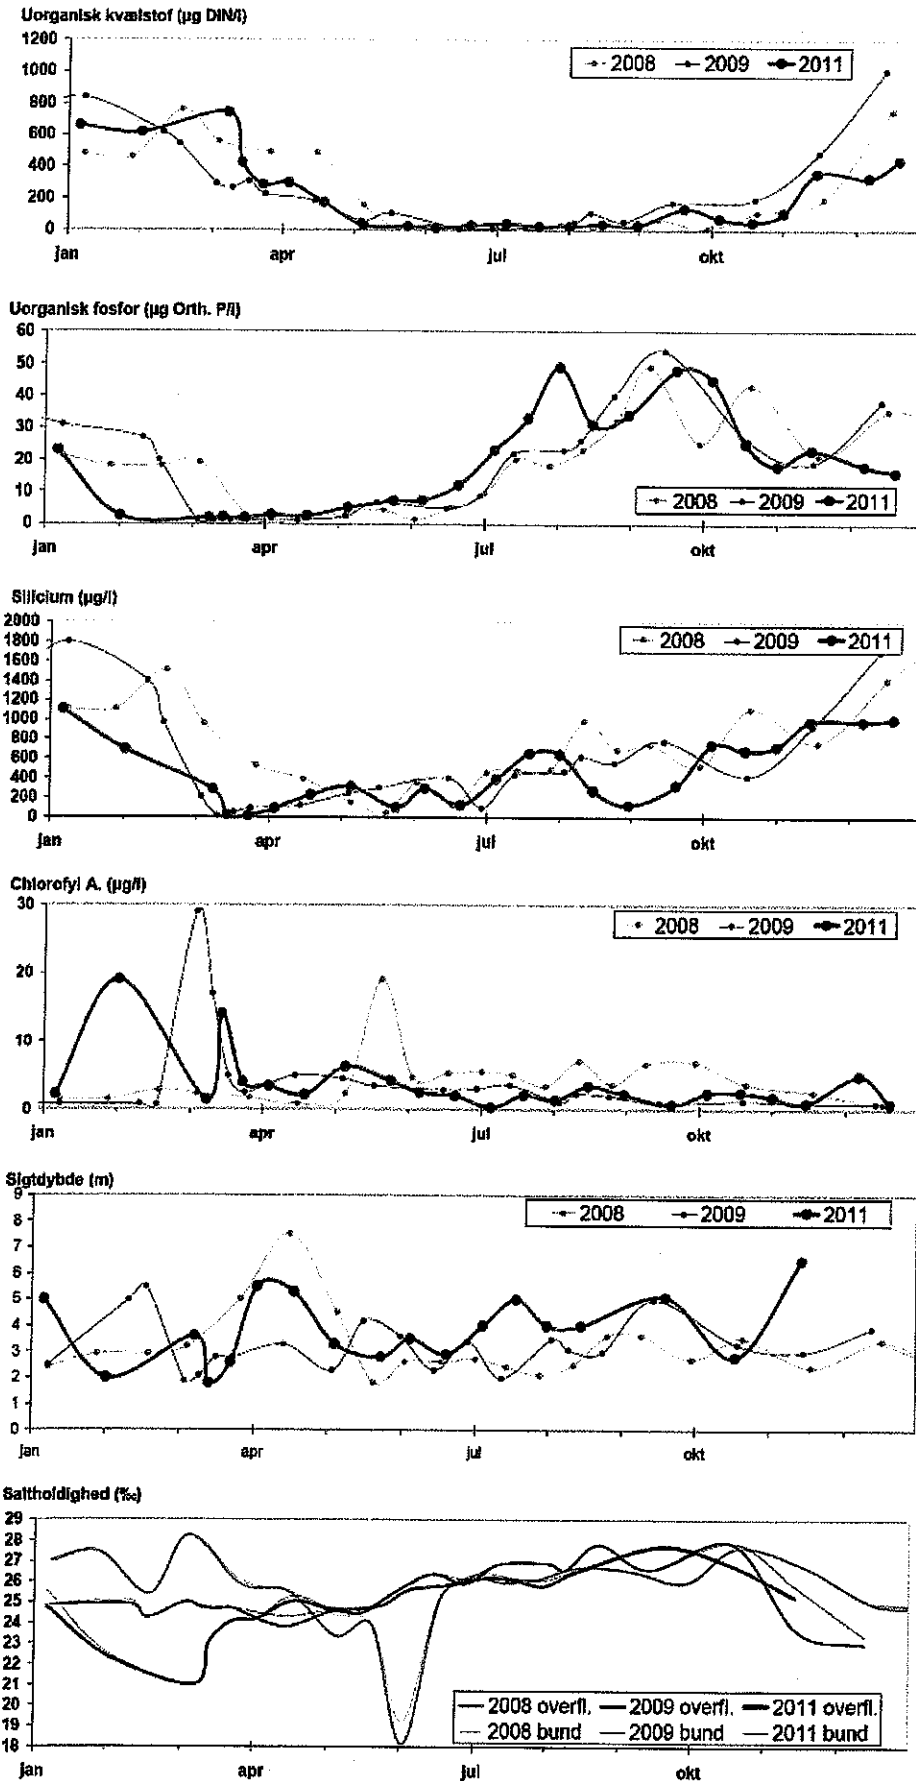 Uorganisk kvælstof (µg DIN/l)
1200
1000
800
600
400
200
0
2008 2009 2011
jan apr jul okt
Uorganisk fosfor (µg Orth. P/l)
60
50
40
30
20
10
0
2008 2009 2011
jan apr jul okt
Silicium (µg/l)
2000
1800
1600
1400
1200
1000
800
600
400
200
0
2008 2009 2011
jan apr jul okt
Chlorofyl A. (µg/l)
30
20
10
0
2008 2009 2011
jan apr jul okt
Sigtdybde (m)
9
8
7
6
5
4
3
2
1
0
2008 2009 2011
jan apr jul okt
Saltholdighed (‰)
29
28
27
26
25
24
23
22
21
20
19
18
2008 overfl. 2009 overfl. 2011 overfl.
2008 bund 2009 bund 2011 bund
jan apr jul okt